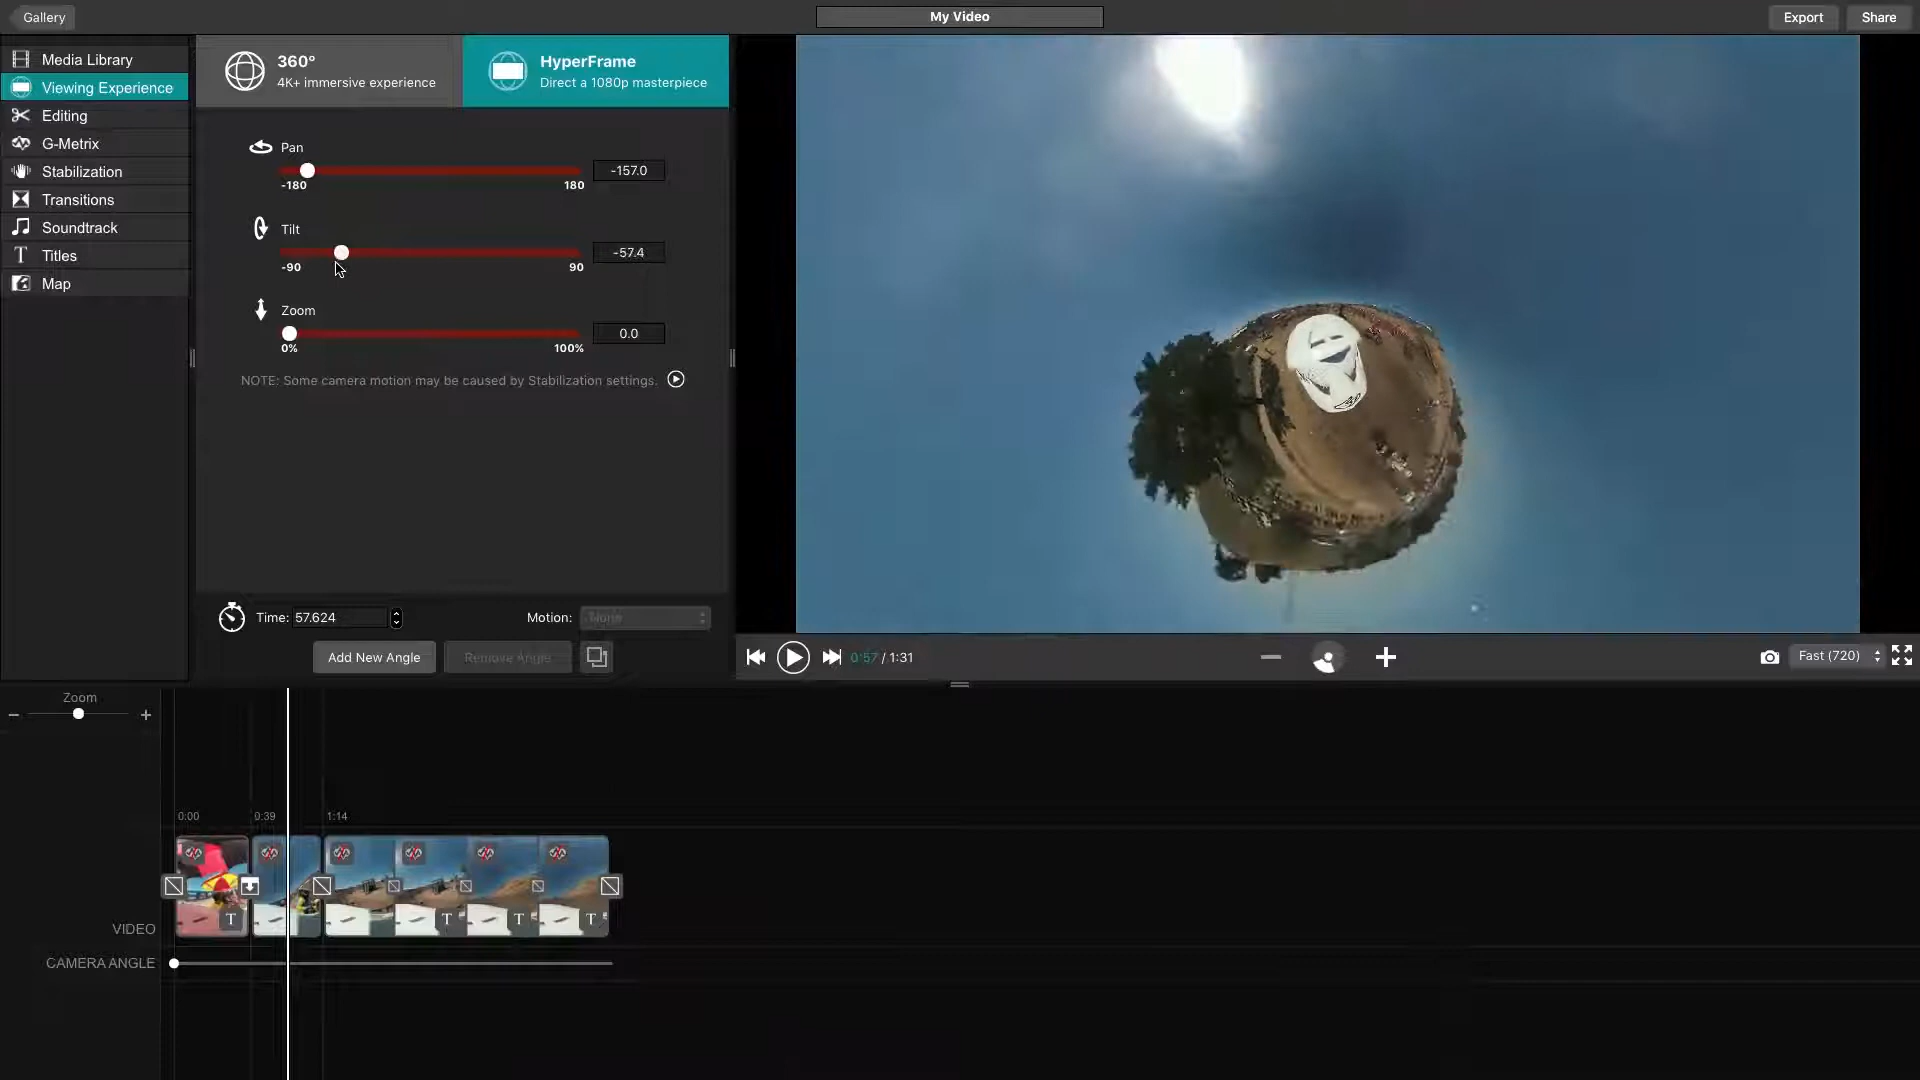 Gallery
My Video
Export
Share
Media Library
Viewing Experience
Editing
G-Metrix
Stabilization
Transitions
Soundtrack
Titles
Map
360°
4K+ immersive experience
HyperFrame
Direct a 1080p masterpiece
Pan
-157.0
-180
180
Tilt
-57.4
-90
90
Zoom
0.0
0%
100%
NOTE: Some camera motion may be caused by Stabilization settings.
Time: 57.624
Motion: None
Add New Angle
Remove Angle
0:57 / 1:31
Fast (720)
Zoom
0:00
0:39
1:14
T
T
T
T
VIDEO
CAMERA ANGLE